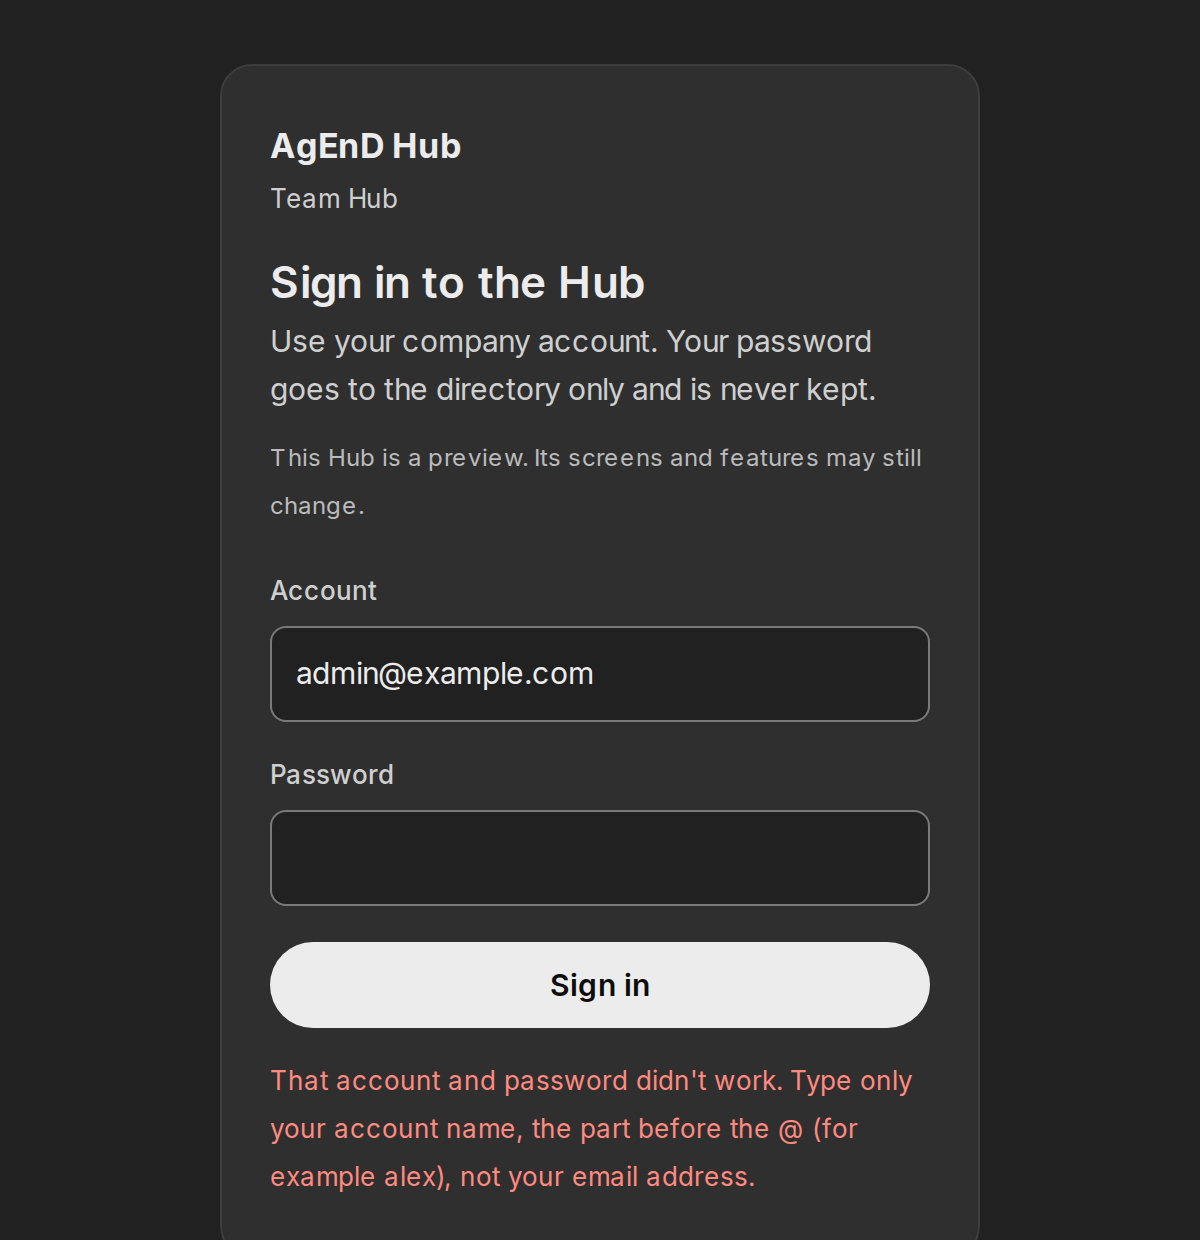 AgEnD Hub
Team Hub
Sign in to the Hub
Use your company account. Your password
goes to the directory only and is never kept.
This Hub is a preview. Its screens and features may still
change.
Account
admin@example.com
Password
Sign in
That account and password didn't work. Type only
your account name, the part before the @ (for
example alex), not your email address.